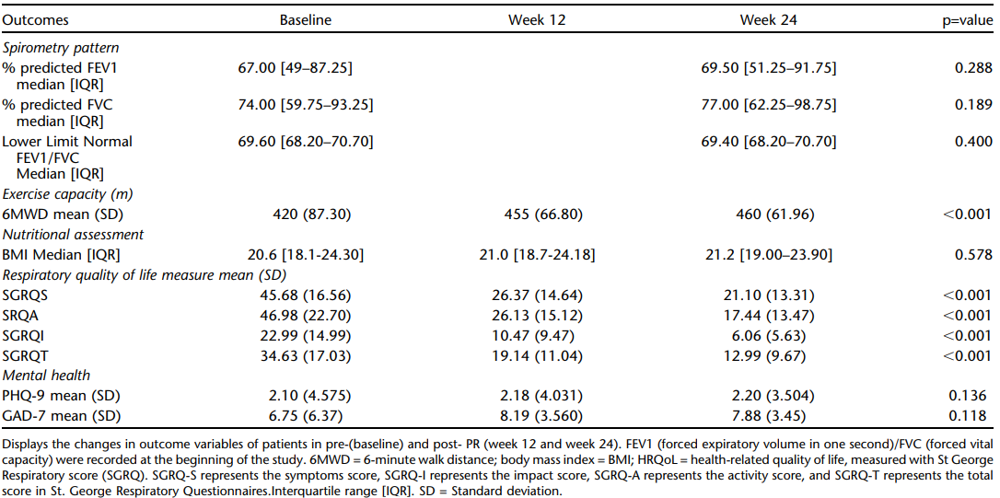 Outcomes Baseline Week 12 Week 24 p=value
Spirometry pattern
% predicted FEV1 67.00 [49–87.25] 69.50 [51.25–91.75] 0.288
median [IQR]
% predicted FVC 74.00 [59.75–93.25] 77.00 [62.25–98.75] 0.189
median [IQR]
Lower Limit Normal 69.60 [68.20–70.70] 69.40 [68.20–70.70] 0.400
FEV1/FVC
Median [IQR]
Exercise capacity (m)
6MWD mean (SD) 420 (87.30) 455 (66.80) 460 (61.96) <0.001
Nutritional assessment
BMI Median [IQR] 20.6 [18.1-24.30] 21.0 [18.7-24.18] 21.2 [19.00–23.90] 0.578
Respiratory quality of life measure mean (SD)
SGRQS 45.68 (16.56) 26.37 (14.64) 21.10 (13.31) <0.001
SRQA 46.98 (22.70) 26.13 (15.12) 17.44 (13.47) <0.001
SGRQI 22.99 (14.99) 10.47 (9.47) 6.06 (5.63) <0.001
SGRQT 34.63 (17.03) 19.14 (11.04) 12.99 (9.67) <0.001
Mental health
PHQ-9 mean (SD) 2.10 (4.575) 2.18 (4.031) 2.20 (3.504) 0.136
GAD-7 mean (SD) 6.75 (6.37) 8.19 (3.560) 7.88 (3.45) 0.118
Displays the changes in outcome variables of patients in pre-(baseline) and post- PR (week 12 and week 24). FEV1 (forced expiratory volume in one second)/FVC (forced vital
capacity) were recorded at the beginning of the study. 6MWD = 6-minute walk distance; body mass index = BMI; HRQoL = health-related quality of life, measured with St George
Respiratory score (SGRQ). SGRQ-S represents the symptoms score, SGRQ-I represents the impact score, SGRQ-A represents the activity score, and SGRQ-T represents the total
score in St. George Respiratory Questionnaires.Interquartile range [IQR]. SD = Standard deviation.